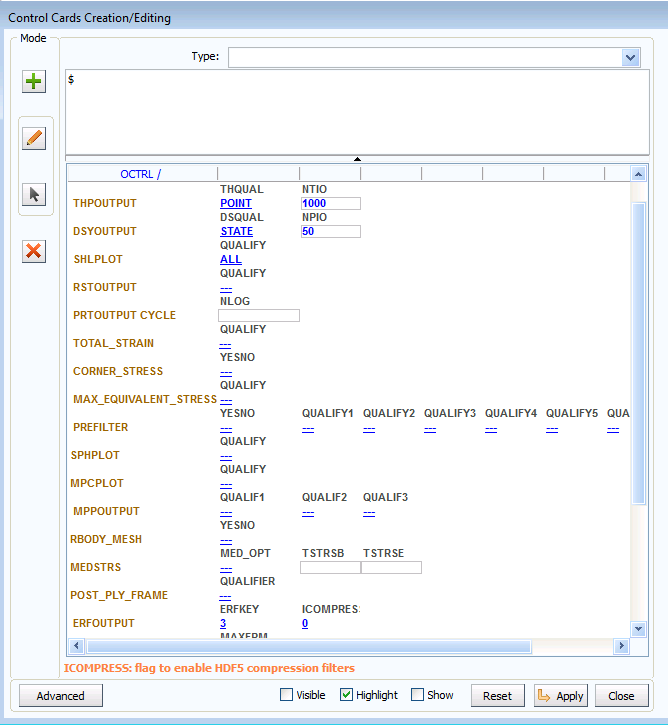 Control Cards Creation/Editing
Mode
Type:
$
OCTRL /
THQUAL NTIO
THPOUTPUT POINT 1000
DSQUAL NPIO
DSYOUTPUT STATE 50
QUALIFY
SHLPLOT ALL
QUALIFY
RSTOUTPUT ---
NLOG
PRTOUTPUT CYCLE
QUALIFY
TOTAL_STRAIN ---
YESNO
CORNER_STRESS ---
QUALIFY
MAX_EQUIVALENT_STRESS ---
YESNO QUALIFY1 QUALIFY2 QUALIFY3 QUALIFY4 QUALIFY5 QUA
PREFILTER --- --- --- --- --- --- ---
QUALIFY
SPHPLOT ---
QUALIFY
MPCPLOT ---
QUALIF1 QUALIF2 QUALIF3
MPPOUTPUT --- --- ---
YESNO
RBODY_MESH ---
MED_OPT TSTRSB TSTRSE
MEDSTRS ---
QUALIFIER
POST_PLY_FRAME ---
ERFKEY ICOMPRES
ERFOUTPUT 3 0
ICOMPRESS: flag to enable HDF5 compression filters
Advanced Visible Highlight Show Reset Apply Close